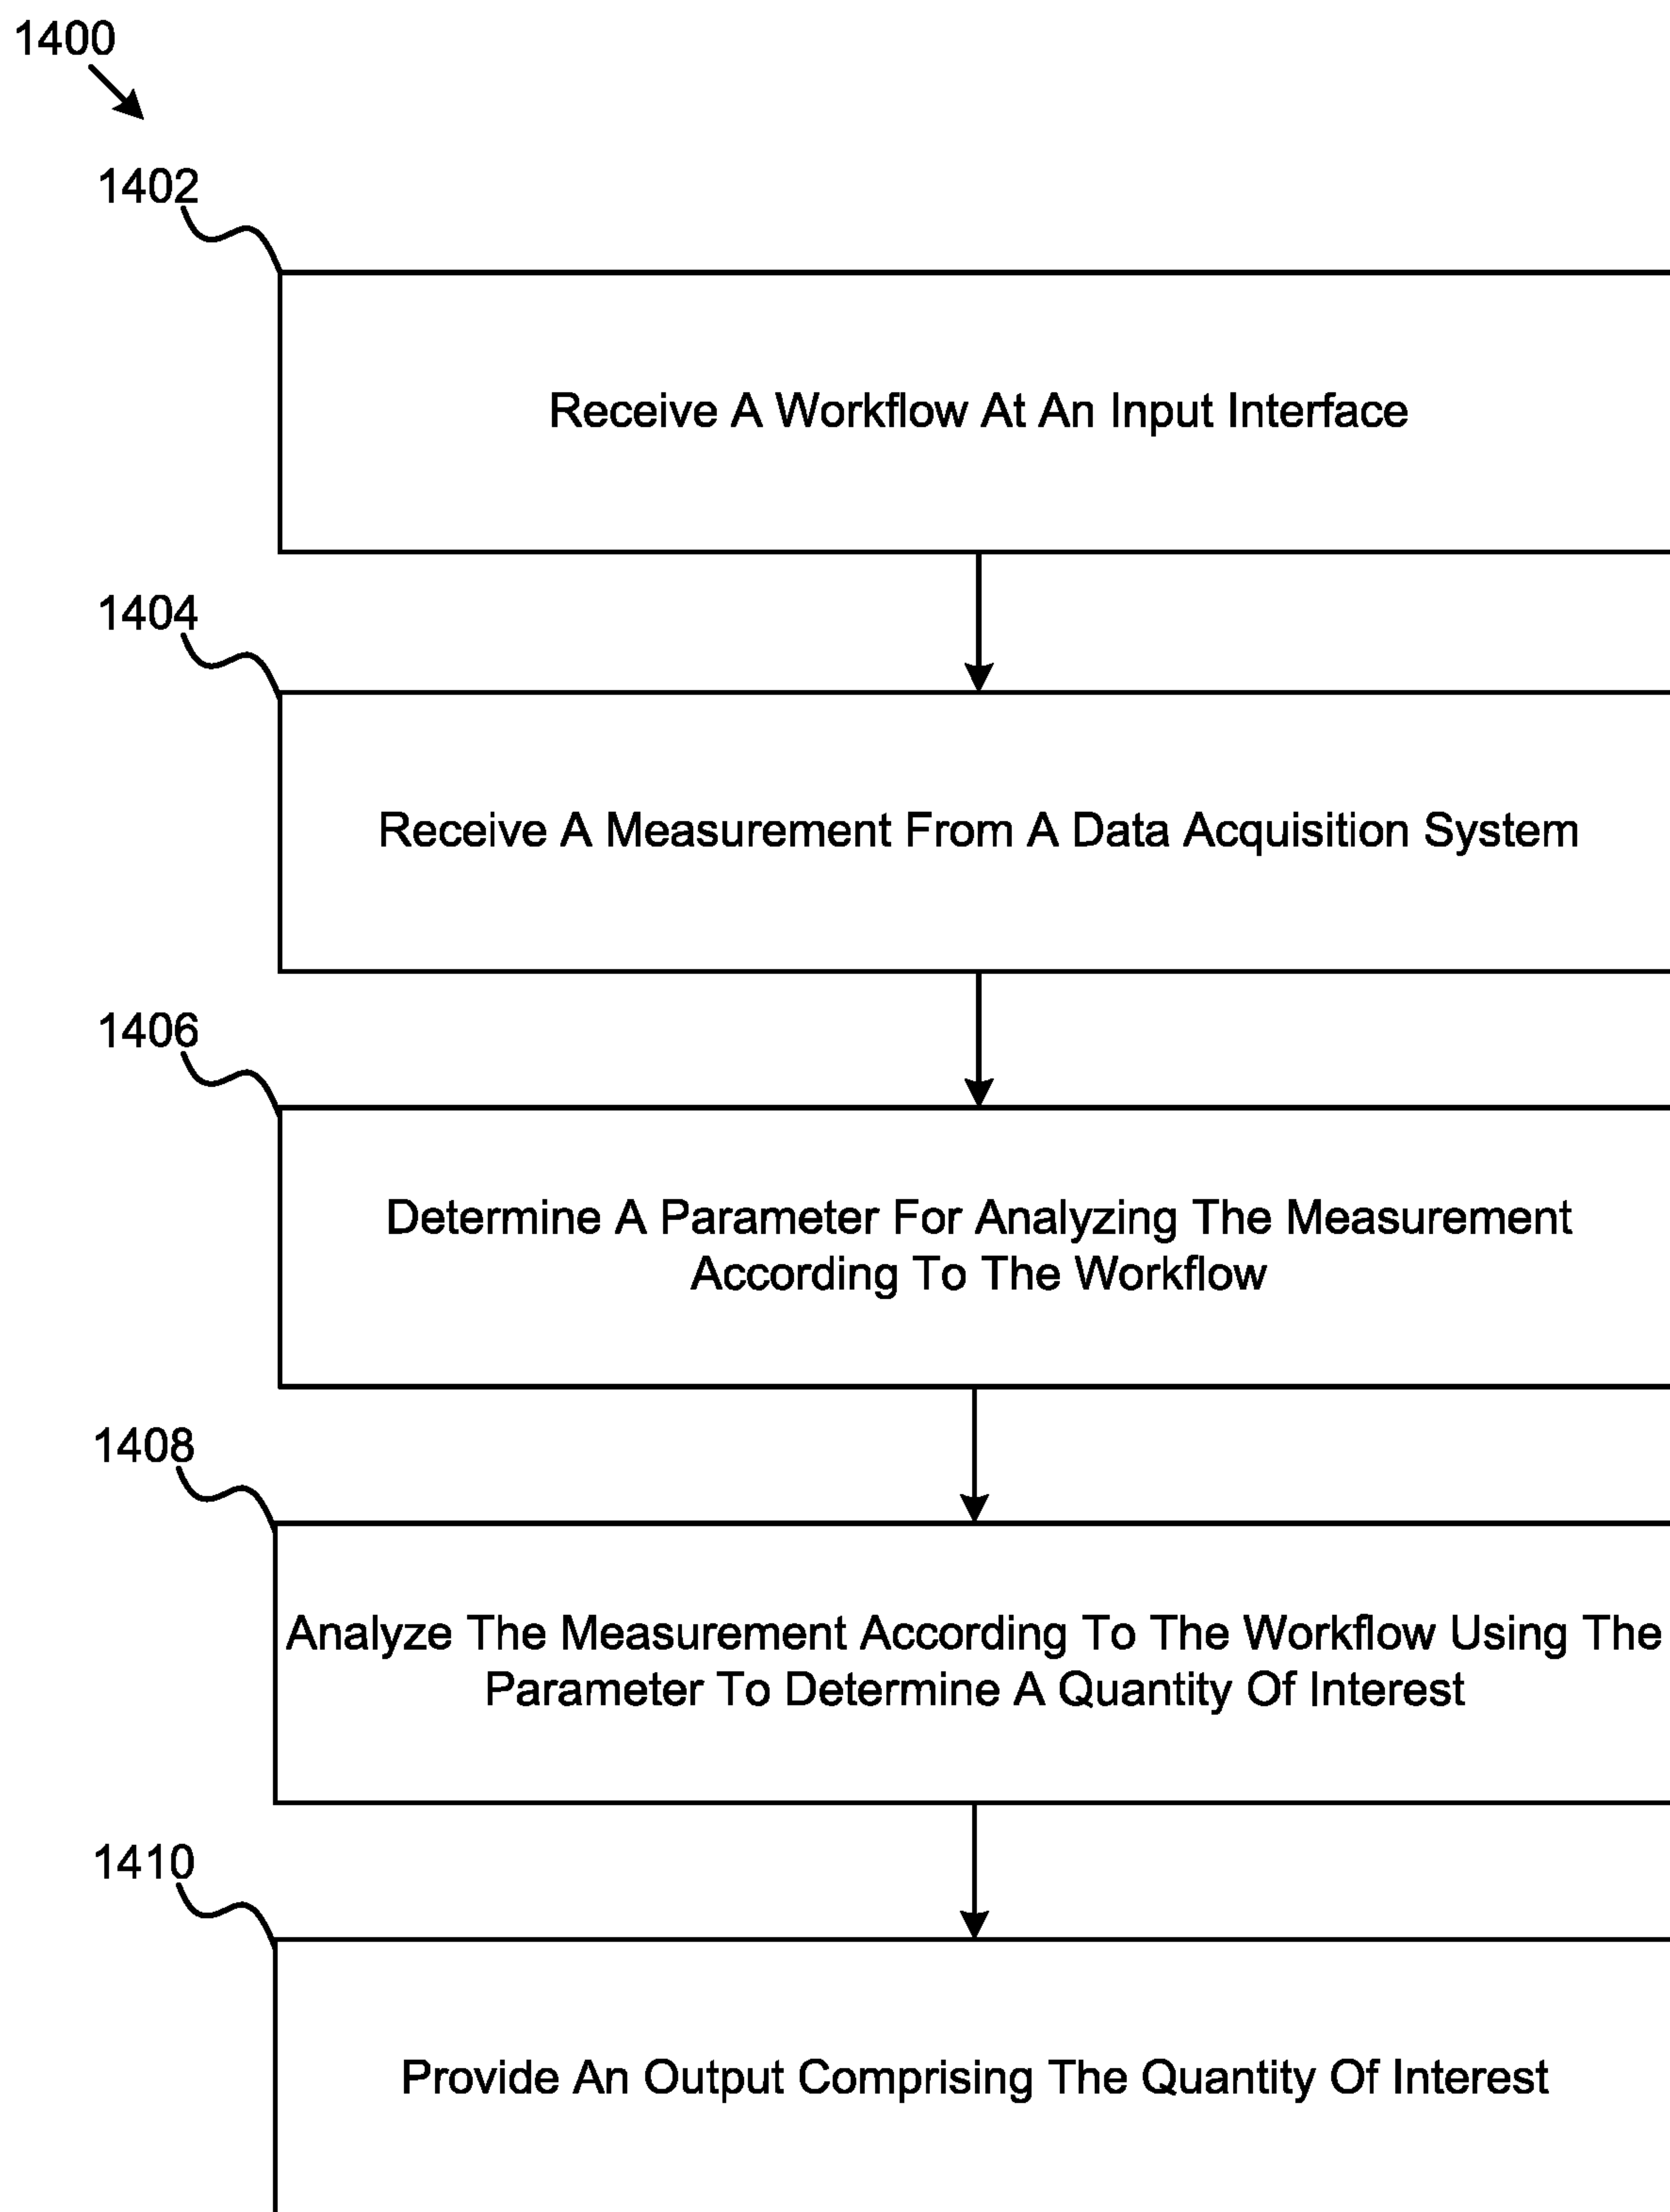 1400
1402
Receive A Workflow At An Input Interface
1404
Receive A Measurement From A Data Acquisition System
1406
Determine A Parameter For Analyzing The Measurement
According To The Workflow
1408
Analyze The Measurement According To The Workflow Using The
Parameter To Determine A Quantity Of Interest
1410
Provide An Output Comprising The Quantity Of Interest